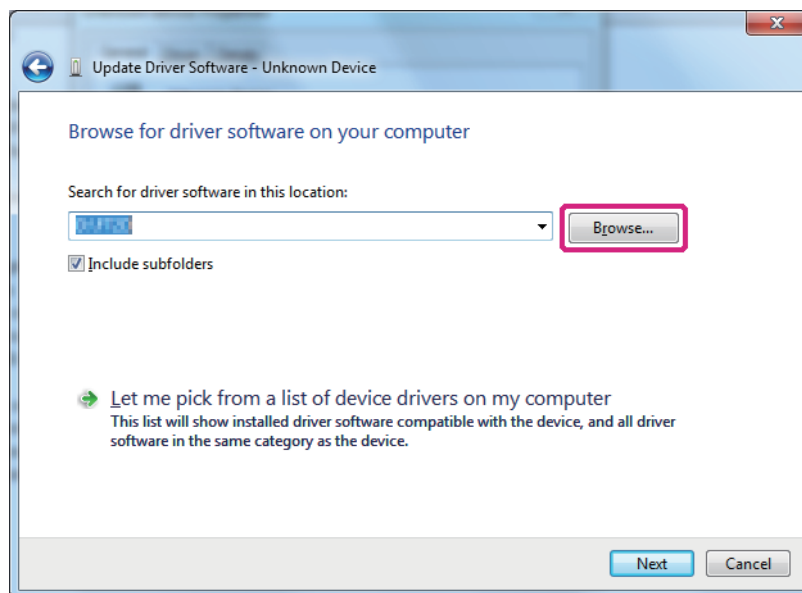 Update Driver Software - Unknown Device
Browse for driver software on your computer
Search for driver software in this location:
Browse...
Include subfolders
Let me pick from a list of device drivers on my computer
This list will show installed driver software compatible with the device, and all driver
software in the same category as the device.
Next
Cancel